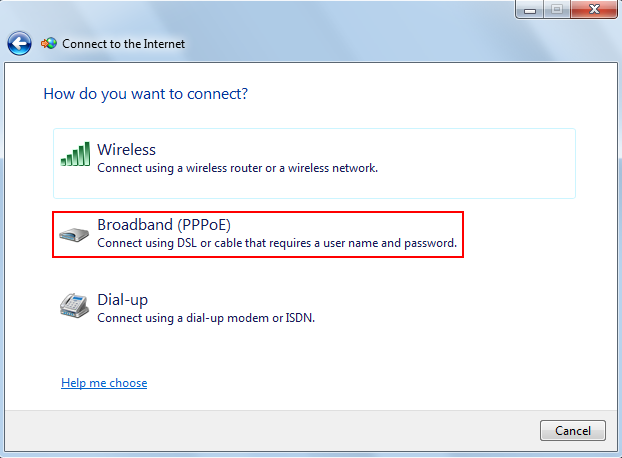 Connect to the Internet
How do you want to connect?
Wireless
Connect using a wireless router or a wireless network.
Broadband (PPPoE)
Connect using DSL or cable that requires a user name and password.
Dial-up
Connect using a dial-up modem or ISDN.
Help me choose
Cancel